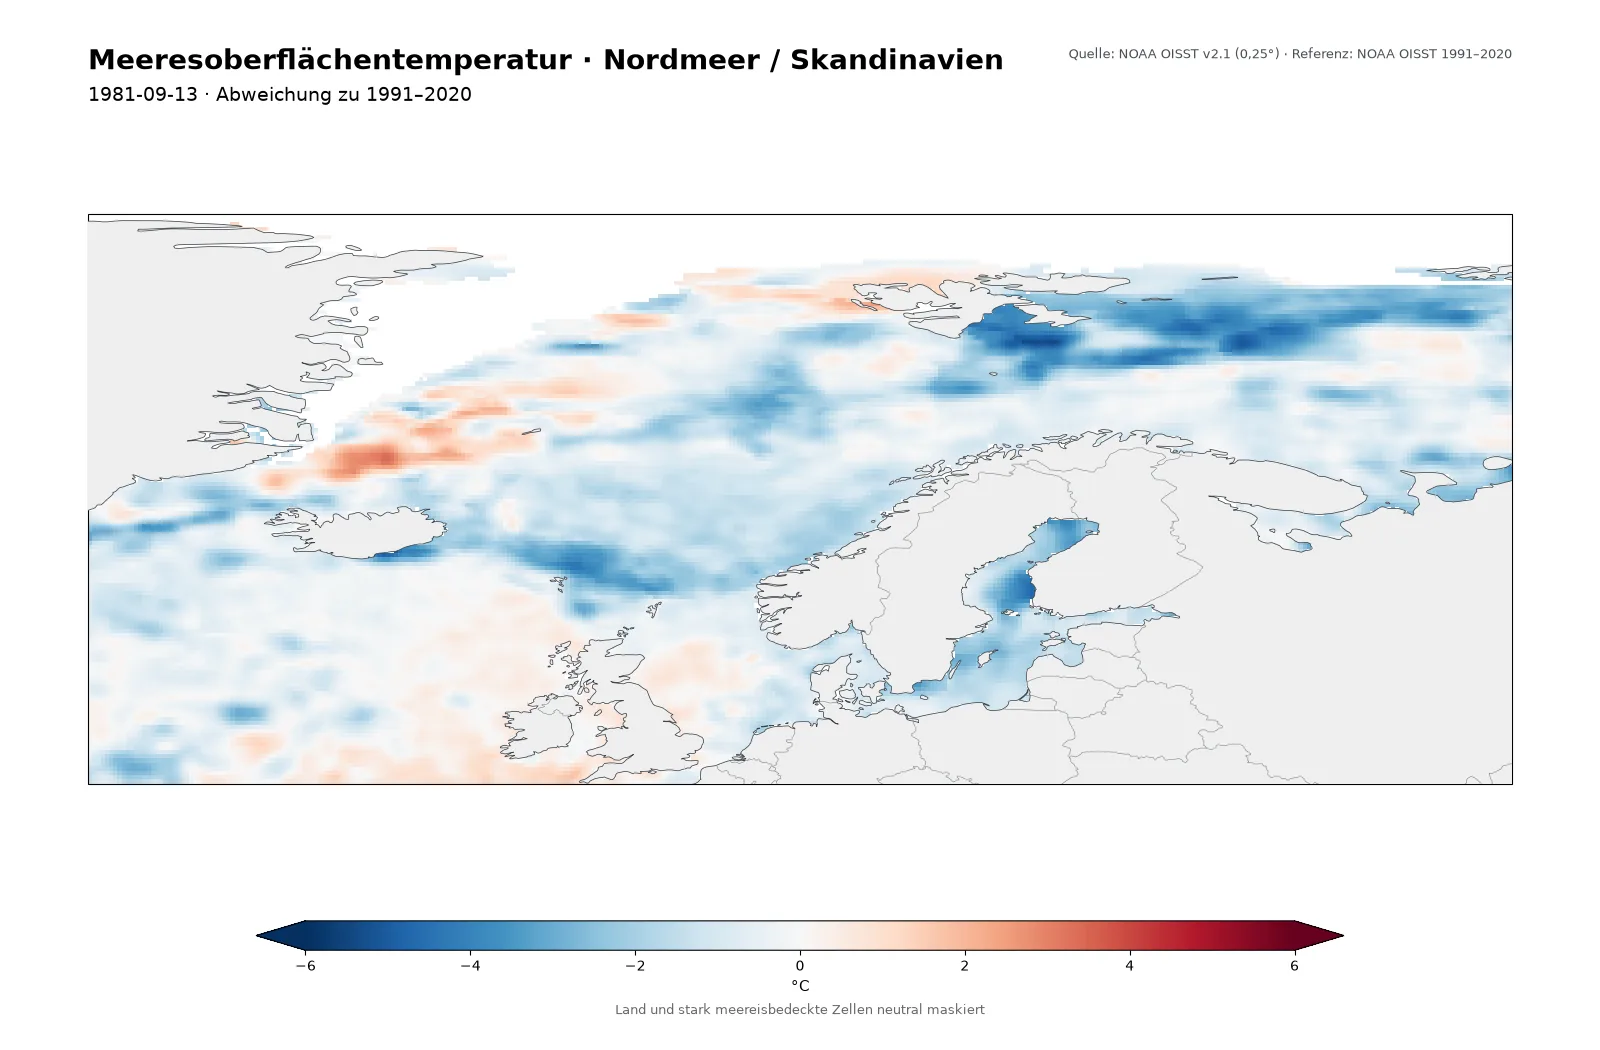 Meeresoberflächentemperatur · Nordmeer / Skandinavien
Quelle: NOAA OISST v2.1 (0,25°) · Referenz: NOAA OISST 1991–2020
1981-09-13 · Abweichung zu 1991–2020
−6 −4 −2 0 2 4 6
°C
Land und stark meereisbedeckte Zellen neutral maskiert